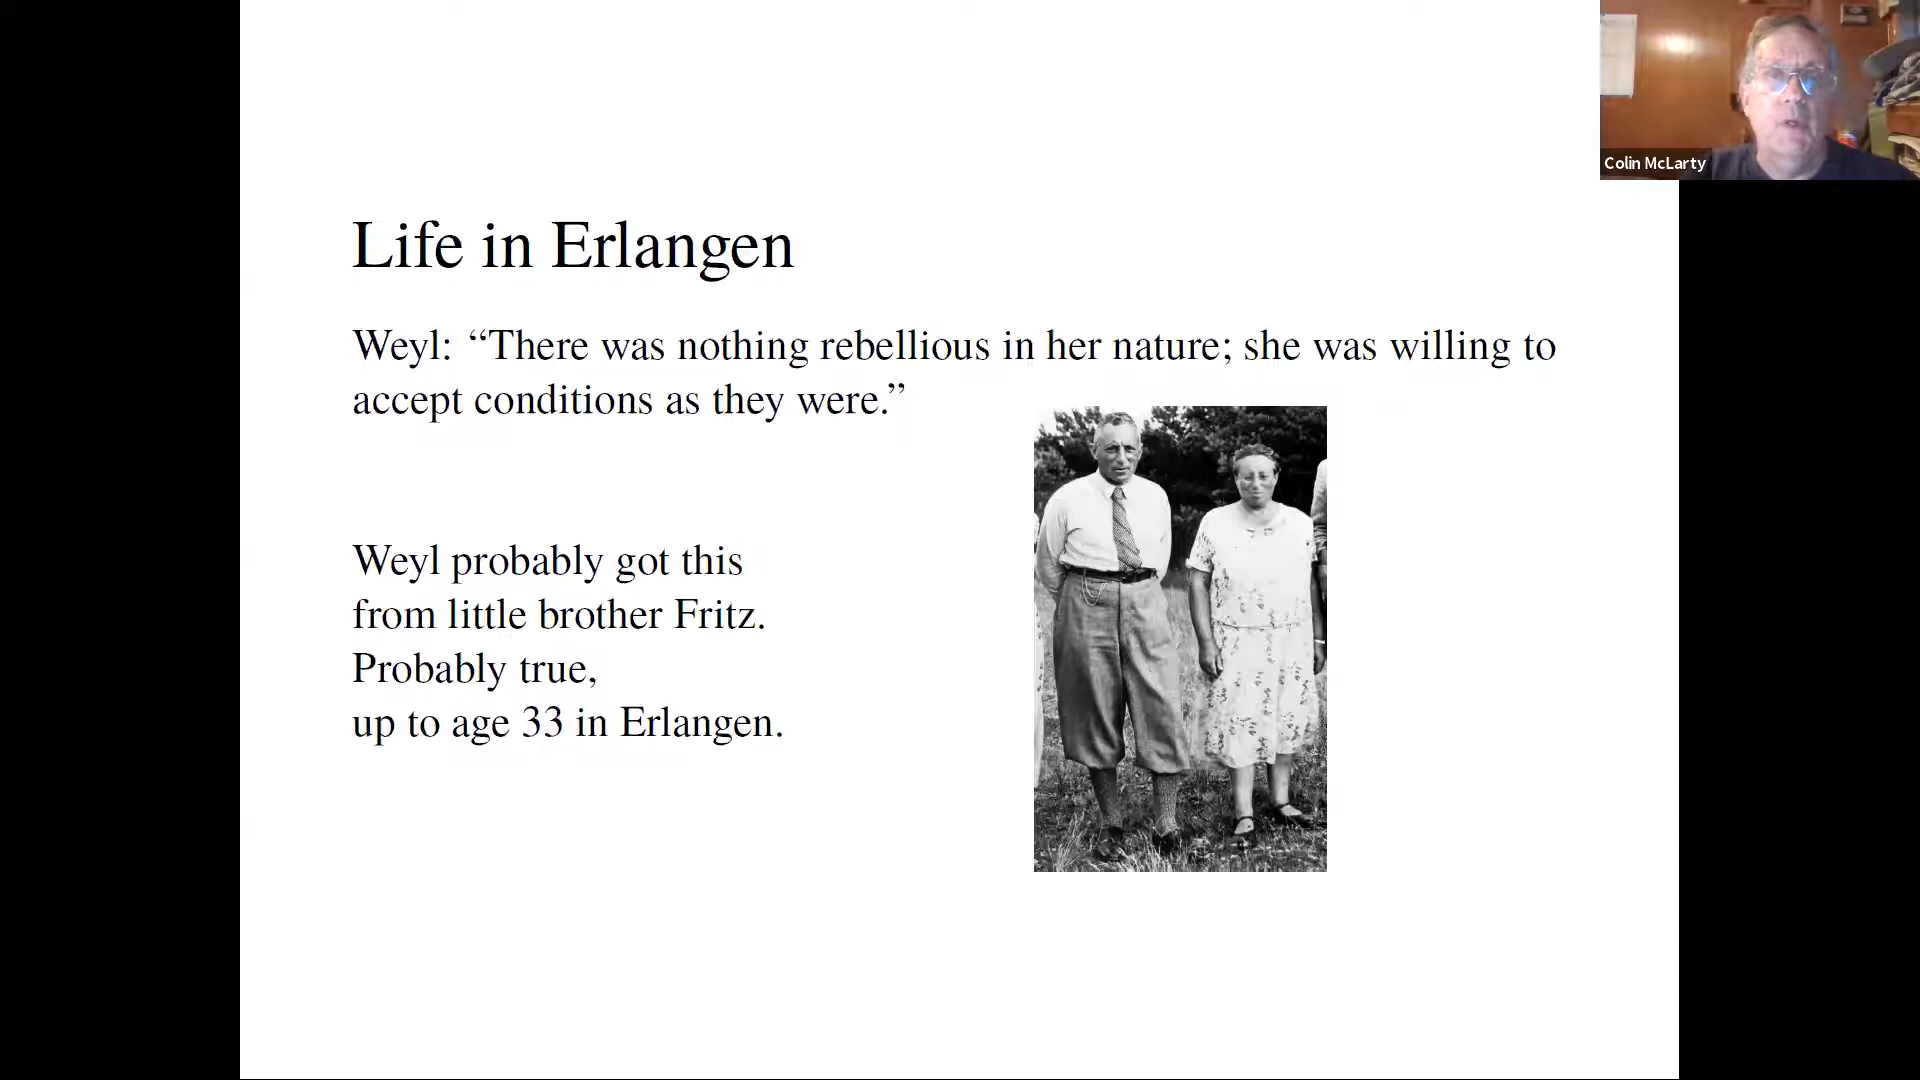 Colin McLarty
Life in Erlangen
Weyl: “There was nothing rebellious in her nature; she was willing to
accept conditions as they were.”
Weyl probably got this
from little brother Fritz.
Probably true,
up to age 33 in Erlangen.